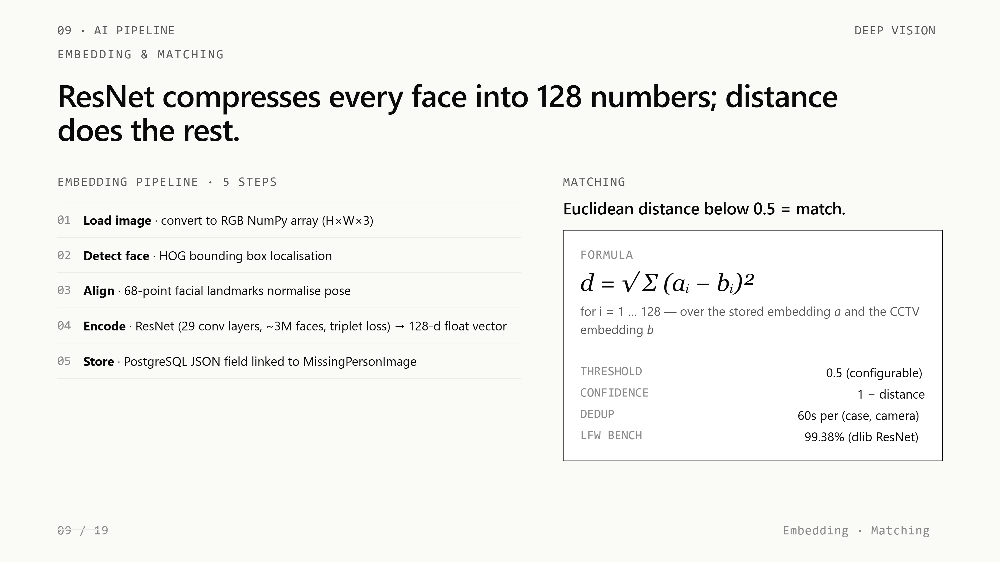 09 · AI PIPELINE
DEEP VISION
EMBEDDING & MATCHING
ResNet compresses every face into 128 numbers; distance
does the rest.
EMBEDDING PIPELINE · 5 STEPS
01 Load image · convert to RGB NumPy array (H×W×3)
02 Detect face · HOG bounding box localisation
03 Align · 68-point facial landmarks normalise pose
04 Encode · ResNet (29 conv layers, ~3M faces, triplet loss) → 128-d float vector
05 Store · PostgreSQL JSON field linked to MissingPersonImage
MATCHING
Euclidean distance below 0.5 = match.
FORMULA
d = √ Σ (aᵢ − bᵢ)²
for i = 1 … 128 — over the stored embedding a and the CCTV
embedding b
THRESHOLD 0.5 (configurable)
CONFIDENCE 1 − distance
DEDUP 60s per (case, camera)
LFW BENCH 99.38% (dlib ResNet)
09 / 19
Embedding · Matching